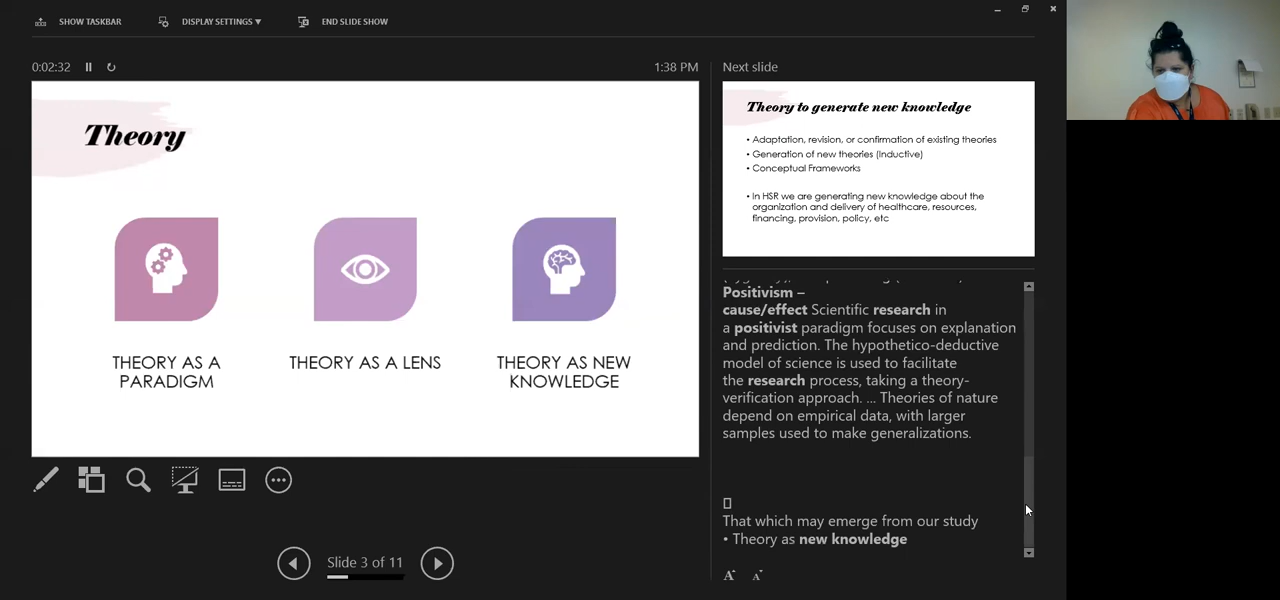 SHOW TASKBAR
DISPLAY SETTINGS ▼
END SLIDE SHOW
0:02:32
1:38 PM
Theory
THEORY AS A
PARADIGM
THEORY AS A LENS
THEORY AS NEW
KNOWLEDGE
Slide 3 of 11
Next slide
Theory to generate new knowledge
• Adaptation, revision, or confirmation of existing theories
• Generation of new theories (Inductive)
• Conceptual Frameworks
• In HSR we are generating new knowledge about the
organization and delivery of healthcare, resources,
financing, provision, policy, etc
Positivism –
cause/effect Scientific research in
a positivist paradigm focuses on explanation
and prediction. The hypothetico-deductive
model of science is used to facilitate
the research process, taking a theory-
verification approach. ... Theories of nature
depend on empirical data, with larger
samples used to make generalizations.
That which may emerge from our study
• Theory as new knowledge
A A